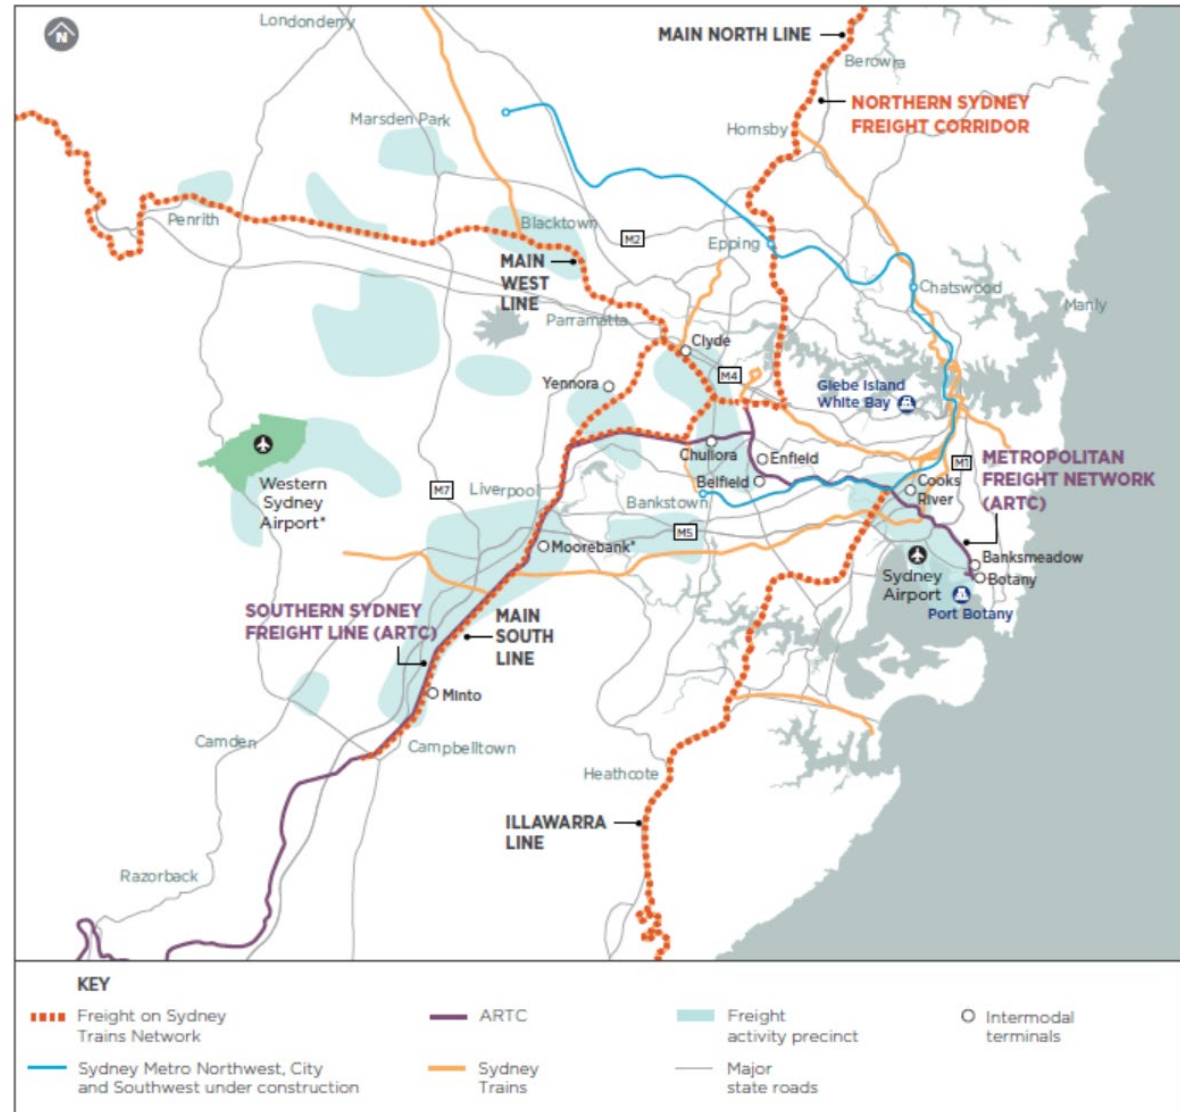 N
Londonderry
MAIN NORTH LINE
Berowra
NORTHERN SYDNEY
FREIGHT CORRIDOR
Marsden Park
Hornsby
Penrith
Blacktown
M2
Epping
MAIN
WEST
LINE
Chatswood
Manly
Parramatta
Clyde
M4
Yennora
Glebe Island
White Bay
Chullora
Enfield
METROPOLITAN
FREIGHT NETWORK
(ARTC)
M1
Western
Sydney
Airport*
M7
Liverpool
Belfield
Bankstown
Cooks
River
M5
Moorebank*
Banksmeadow
Botany
Sydney
Airport
Port Botany
SOUTHERN SYDNEY
FREIGHT LINE (ARTC)
MAIN
SOUTH
LINE
Minto
Camden
Campbelltown
Heathcote
ILLAWARRA
LINE
Razorback
KEY
Freight on Sydney
Trains Network
ARTC
Freight
activity precinct
Intermodal
terminals
Sydney Metro Northwest, City
and Southwest under construction
Sydney
Trains
Major
state roads